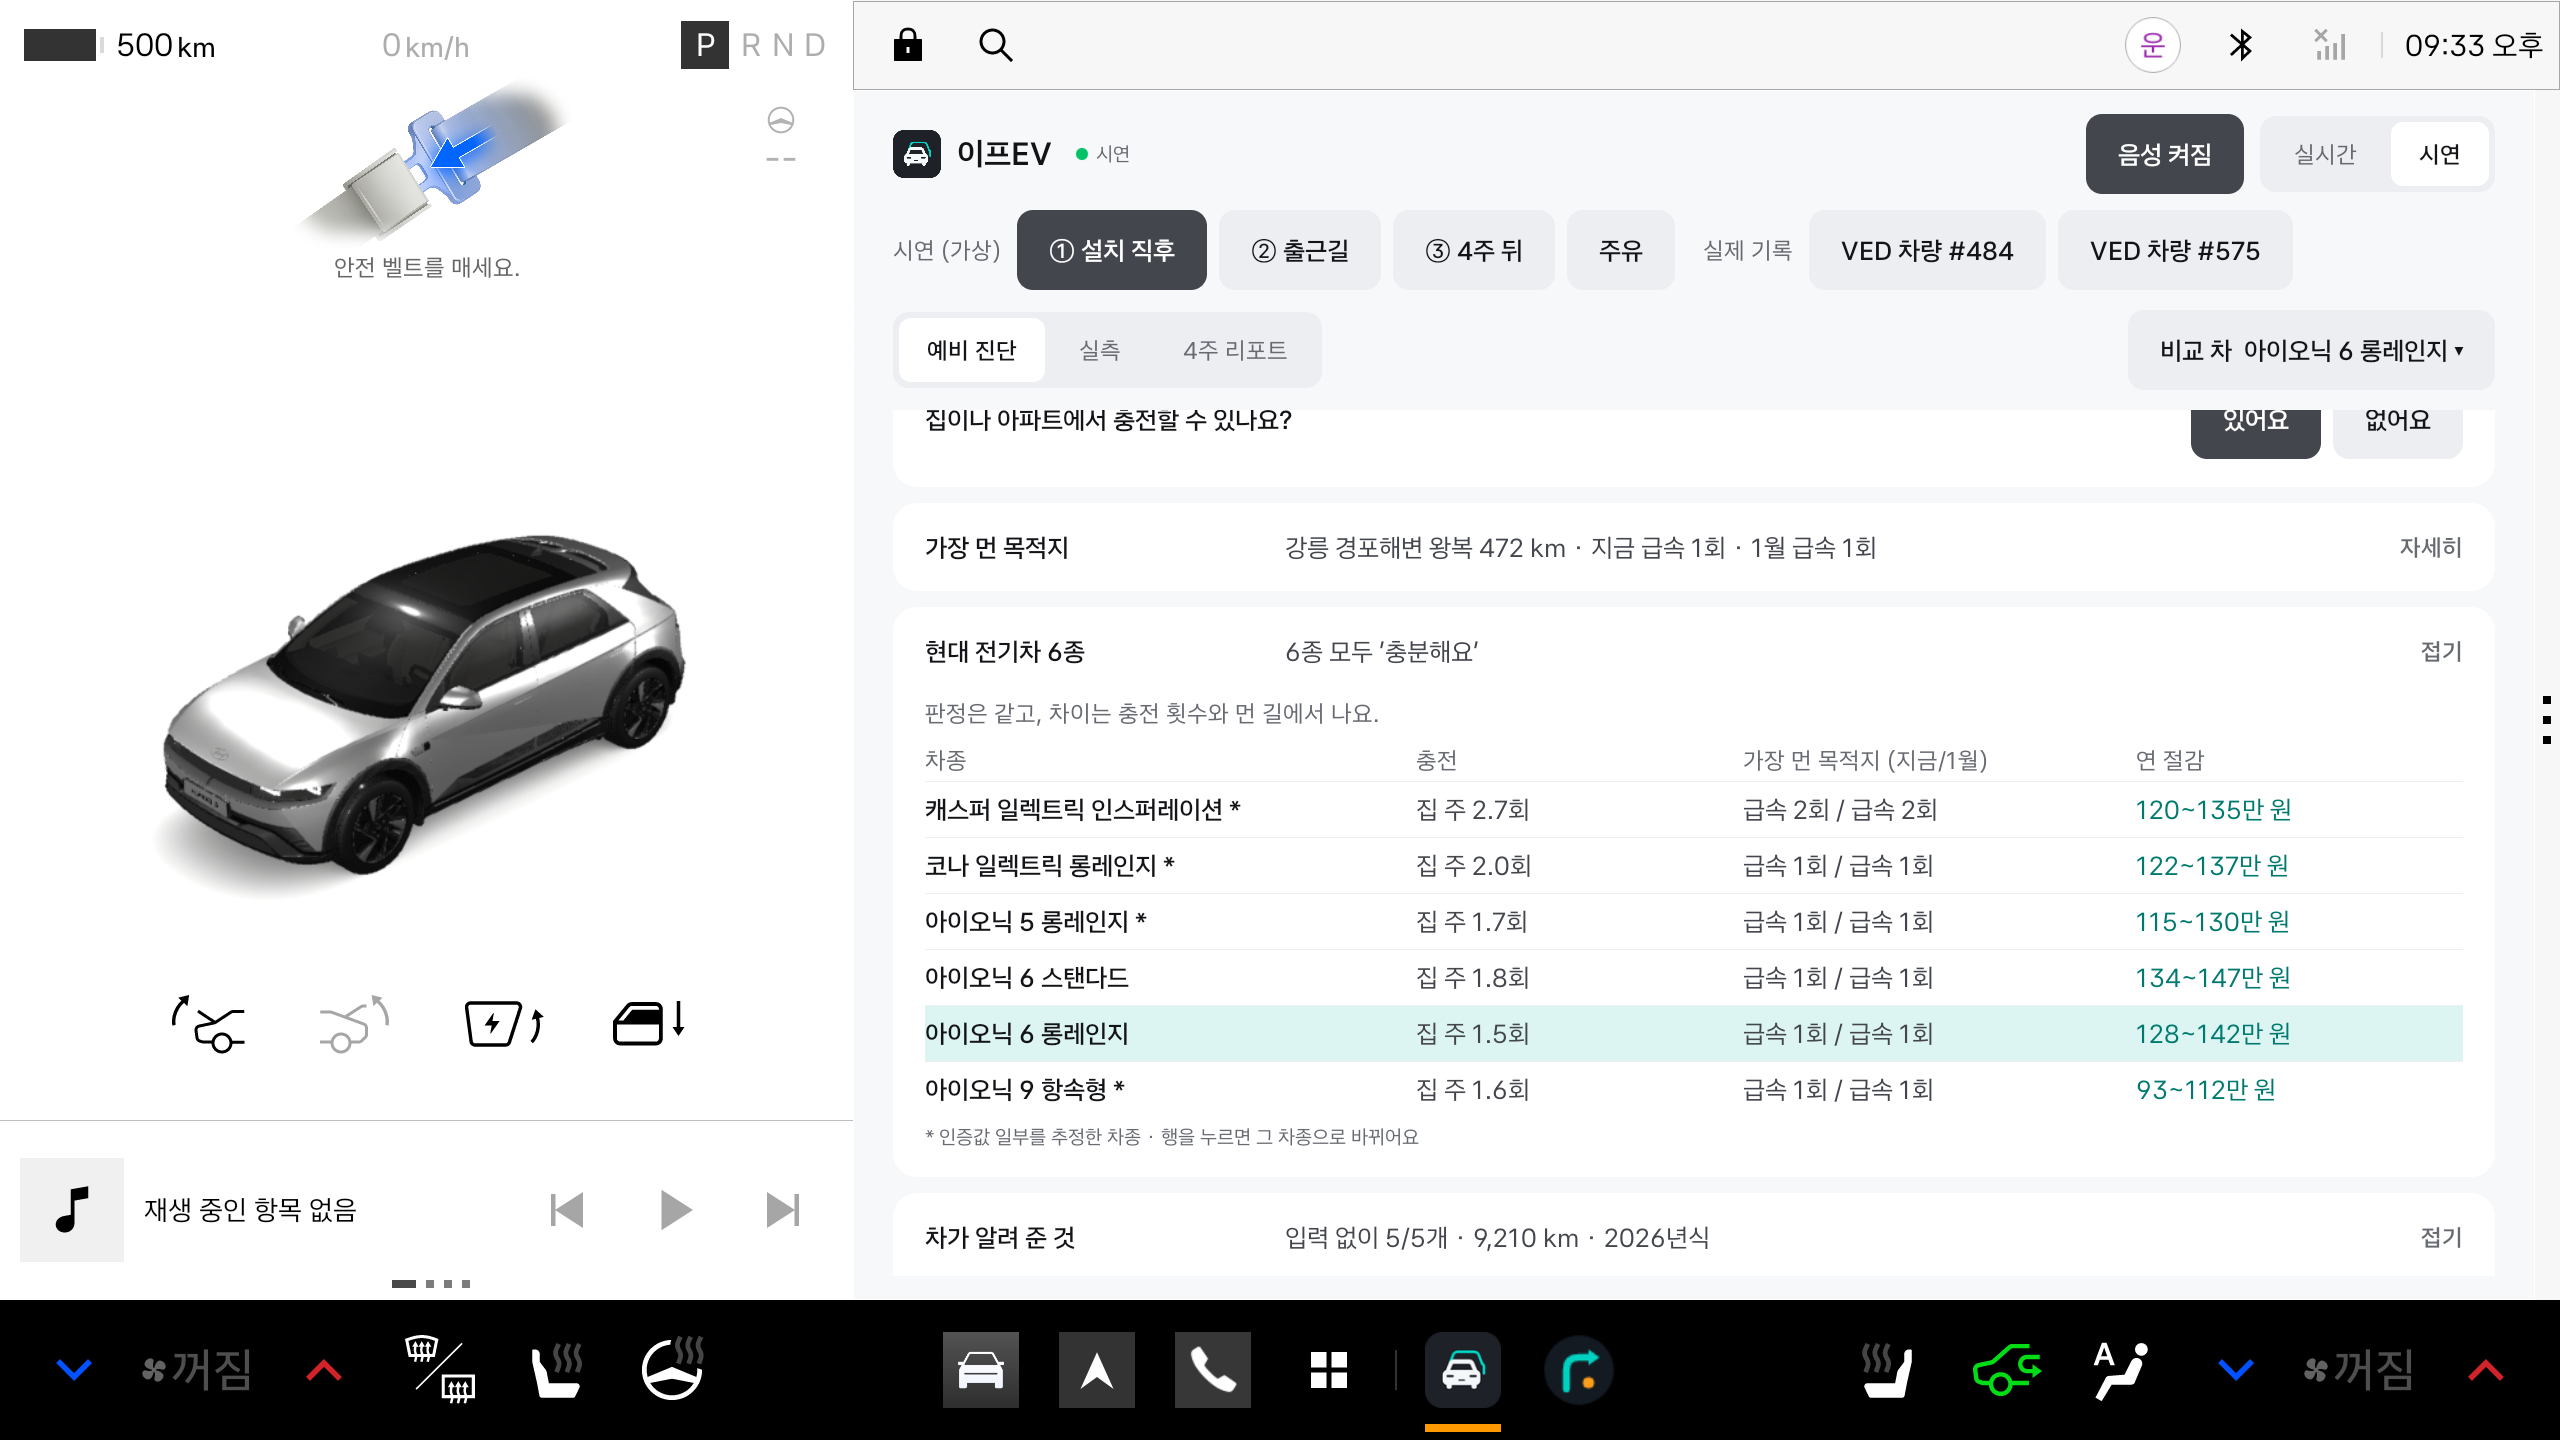 500 km
0 km/h
P R N D
안전 벨트를 매세요.
재생 중인 항목 없음
운
09:33 오후
이프EV
시연
음성 켜짐
실시간
시연
시연 (가상)
① 설치 직후
② 출근길
③ 4주 뒤
주유
실제 기록
VED 차량 #484
VED 차량 #575
예비 진단
실측
4주 리포트
비교 차 아이오닉 6 롱레인지 ▾
집이나 아파트에서 충전할 수 있나요?
있어요
없어요
가장 먼 목적지
강릉 경포해변 왕복 472 km · 지금 급속 1회 · 1월 급속 1회
자세히
현대 전기차 6종
6종 모두 '충분해요'
접기
판정은 같고, 차이는 충전 횟수와 먼 길에서 나요.
차종 충전 가장 먼 목적지 (지금/1월) 연 절감
캐스퍼 일렉트릭 인스퍼레이션 * 집 주 2.7회 급속 2회 / 급속 2회 120~135만 원
코나 일렉트릭 롱레인지 * 집 주 2.0회 급속 1회 / 급속 1회 122~137만 원
아이오닉 5 롱레인지 * 집 주 1.7회 급속 1회 / 급속 1회 115~130만 원
아이오닉 6 스탠다드 집 주 1.8회 급속 1회 / 급속 1회 134~147만 원
아이오닉 6 롱레인지 집 주 1.5회 급속 1회 / 급속 1회 128~142만 원
아이오닉 9 항속형 * 집 주 1.6회 급속 1회 / 급속 1회 93~112만 원
* 인증값 일부를 추정한 차종 · 행을 누르면 그 차종으로 바뀌어요
차가 알려 준 것
입력 없이 5/5개 · 9,210 km · 2026년식
접기
꺼짐
A
꺼짐